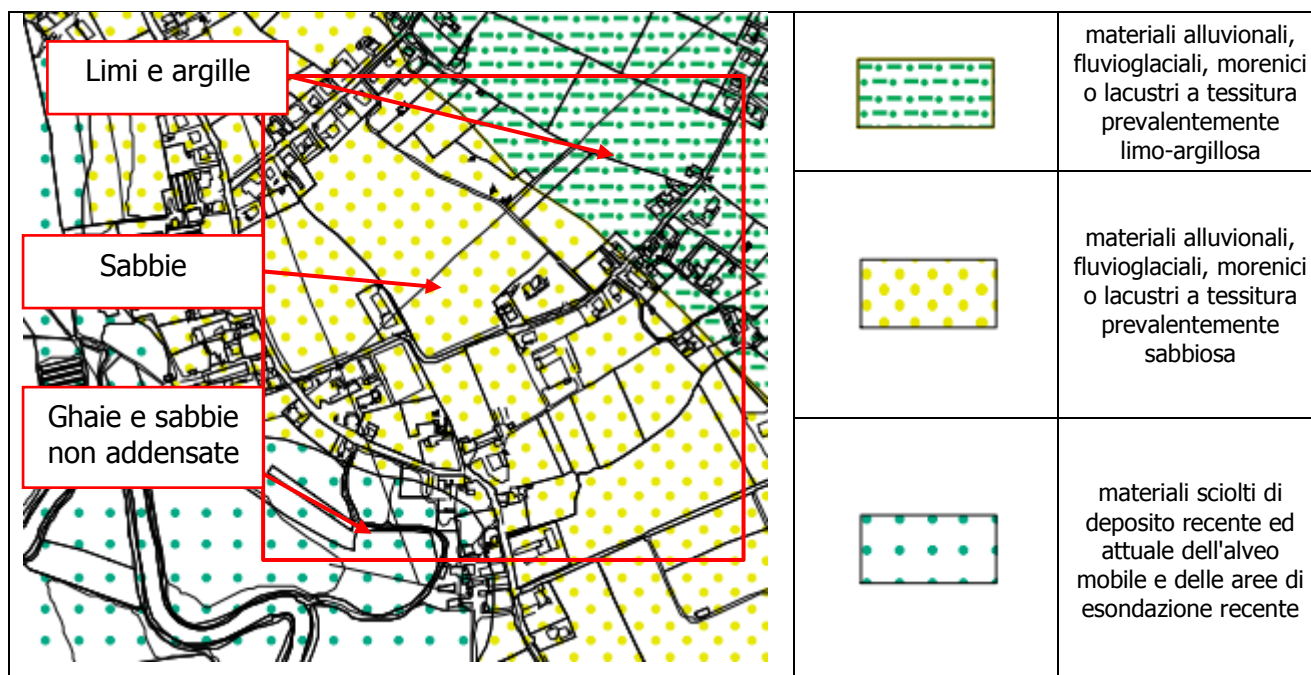 Limi e argille
Sabbie
Ghaie e sabbie
non addensate
materiali alluvionali,
fluvioglaciali, morenici
o lacustri a tessitura
prevalentemente
limo-argillosa
materiali alluvionali,
fluvioglaciali, morenici
o lacustri a tessitura
prevalentemente
sabbiosa
materiali sciolti di
deposito recente ed
attuale dell'alveo
mobile e delle aree di
esondazione recente